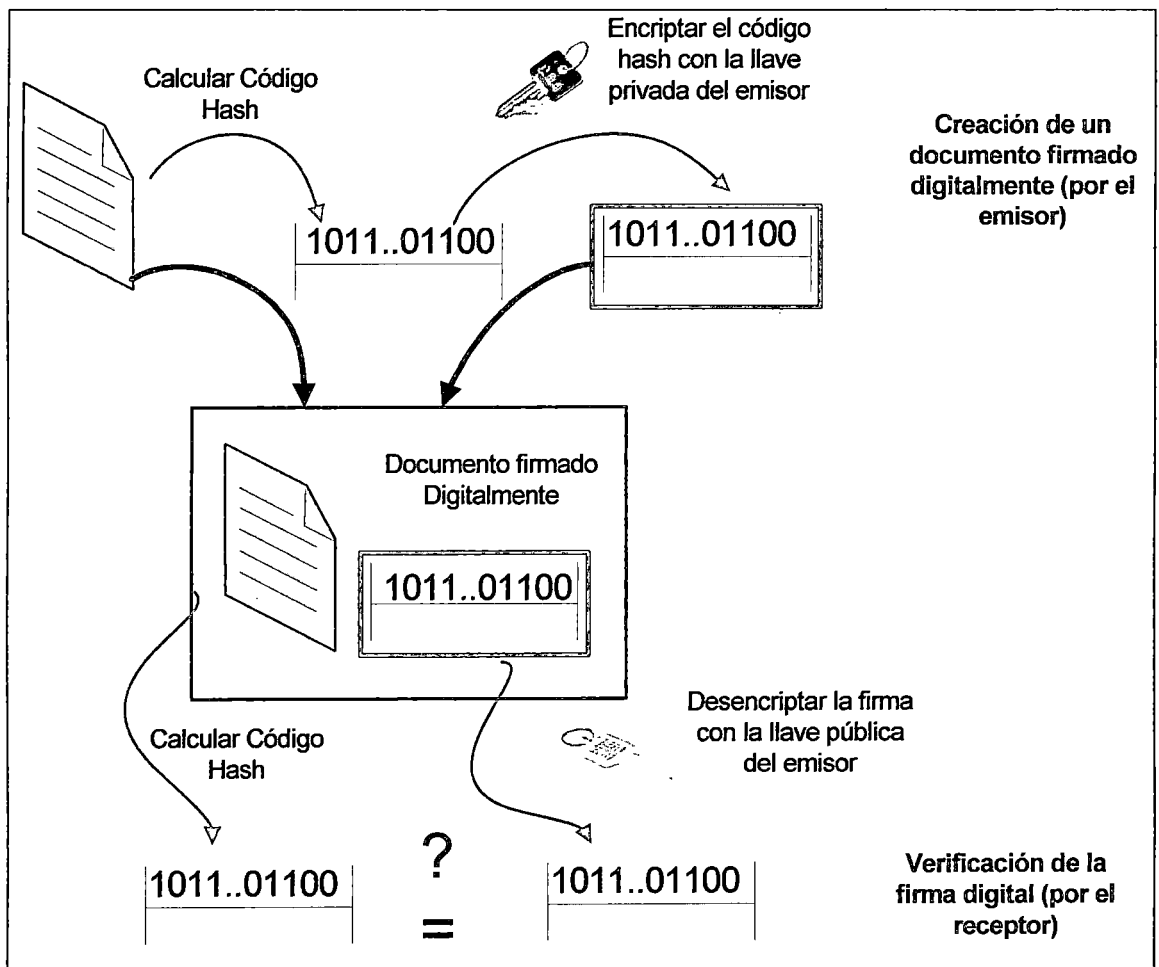 Encriptar el código
hash con la llave
privada del emisor
Calcular Código
Hash
Creación de un
documento firmado
digitalmente (por el
emisor)
1011..01100
1011..01100
Documento firmado
Digitalmente
1011..01100
Desencriptar la firma
con la llave pública
del emisor
Calcular Código
Hash
1011..01100
?
=
1011..01100
Verificación de la
firma digital (por el
receptor)